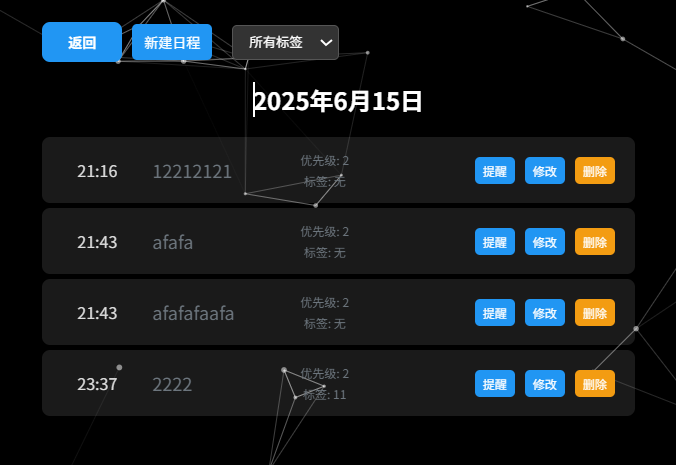 返回 新建日程 所有标签
2025年6月15日
21:16 12212121 优先级: 2 标签: 无 提醒 修改 删除
21:43 afafa 优先级: 2 标签: 无 提醒 修改 删除
21:43 afafafaafa 优先级: 2 标签: 无 提醒 修改 删除
23:37 2222 优先级: 2 标签: 11 提醒 修改 删除